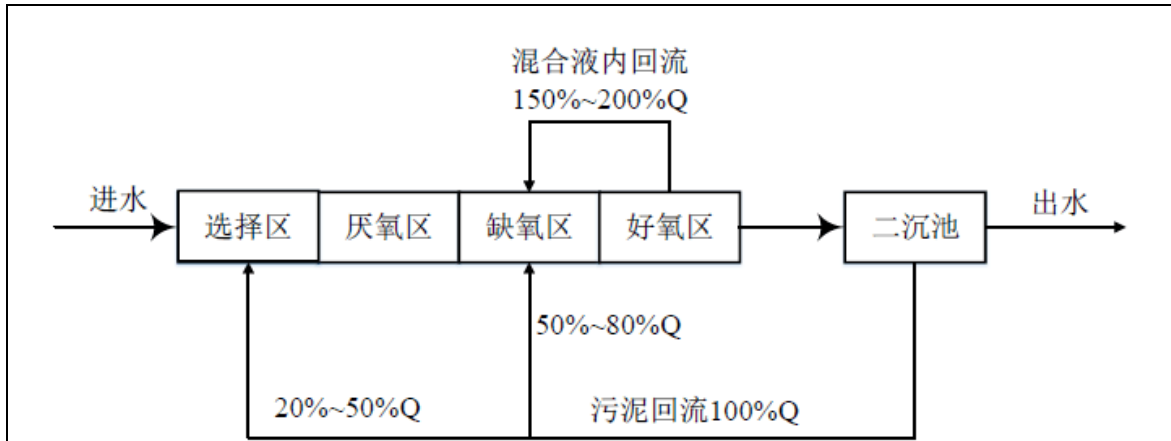 混合液内回流
150%~200%Q
进水
选择区
厌氧区
缺氧区
好氧区
二沉池
出水
50%~80%Q
20%~50%Q
污泥回流100%Q